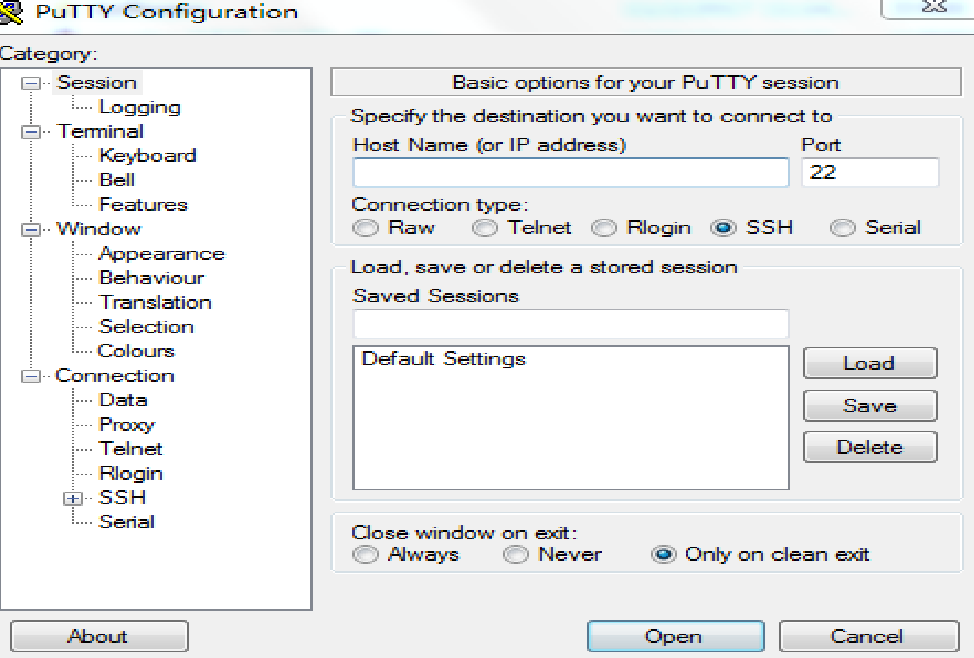 PuTTY Configuration
Category:
Session
Logging
Terminal
Keyboard
Bell
Features
Window
Appearance
Behaviour
Translation
Selection
Colours
Connection
Data
Proxy
Telnet
Rlogin
SSH
Serial
Basic options for your PuTTY session
Specify the destination you want to connect to
Host Name (or IP address) Port
22
Connection type:
Raw Telnet Rlogin SSH Serial
Load, save or delete a stored session
Saved Sessions
Default Settings
Load
Save
Delete
Close window on exit:
Always Never Only on clean exit
About Open Cancel